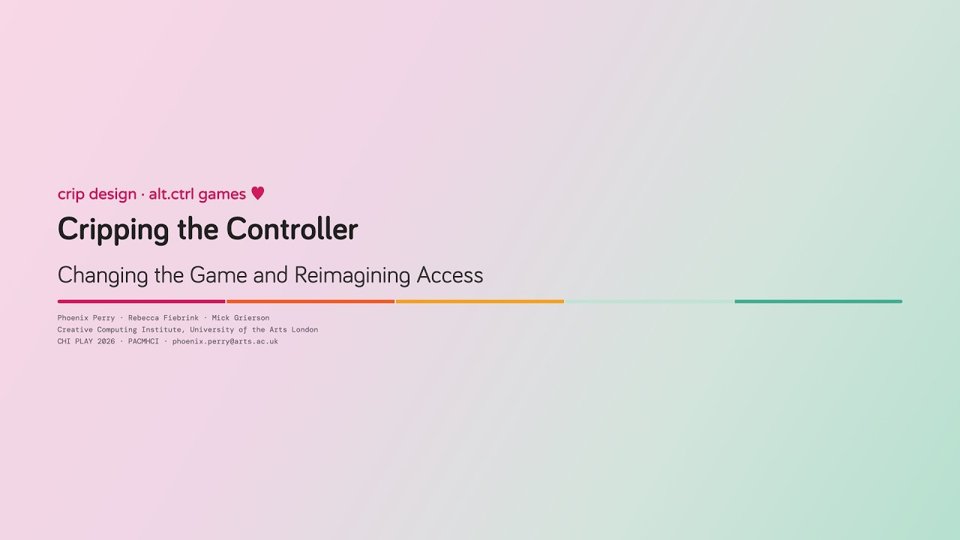 crip design · alt.ctrl games ♥
Cripping the Controller
Changing the Game and Reimagining Access
Phoenix Perry · Rebecca Fiebrink · Mick Grierson
Creative Computing Institute, University of the Arts London
CHI PLAY 2026 · PACMHCI · phoenix.perry@arts.ac.uk